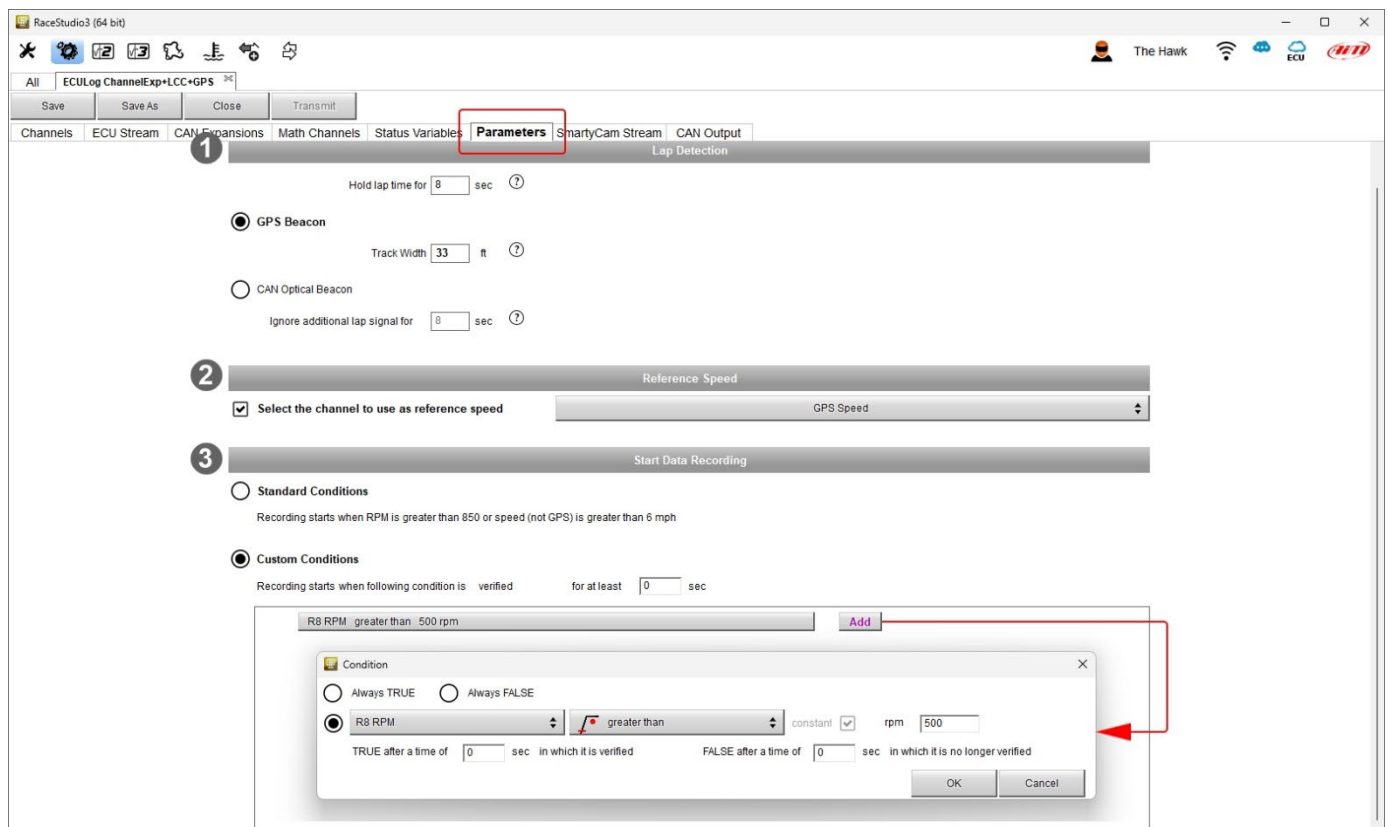 RaceStudio3 (64 bit)
The Hawk
ECU
AiM
All ECULog ChannelExp+LCC+GPS
Save Save As Close Transmit
Channels ECU Stream CAN Expansions Math Channels Status Variables Parameters SmartyCam Stream CAN Output
1 Lap Detection
Hold lap time for 8 sec ?
GPS Beacon
Track Width 33 ft ?
CAN Optical Beacon
Ignore additional lap signal for 8 sec ?
2 Reference Speed
Select the channel to use as reference speed GPS Speed
3 Start Data Recording
Standard Conditions
Recording starts when RPM is greater than 850 or speed (not GPS) is greater than 6 mph
Custom Conditions
Recording starts when following condition is verified for at least 0 sec
R8 RPM greater than 500 rpm Add
Condition
Always TRUE Always FALSE
R8 RPM greater than constant rpm 500
TRUE after a time of 0 sec in which it is verified FALSE after a time of 0 sec in which it is no longer verified
OK Cancel